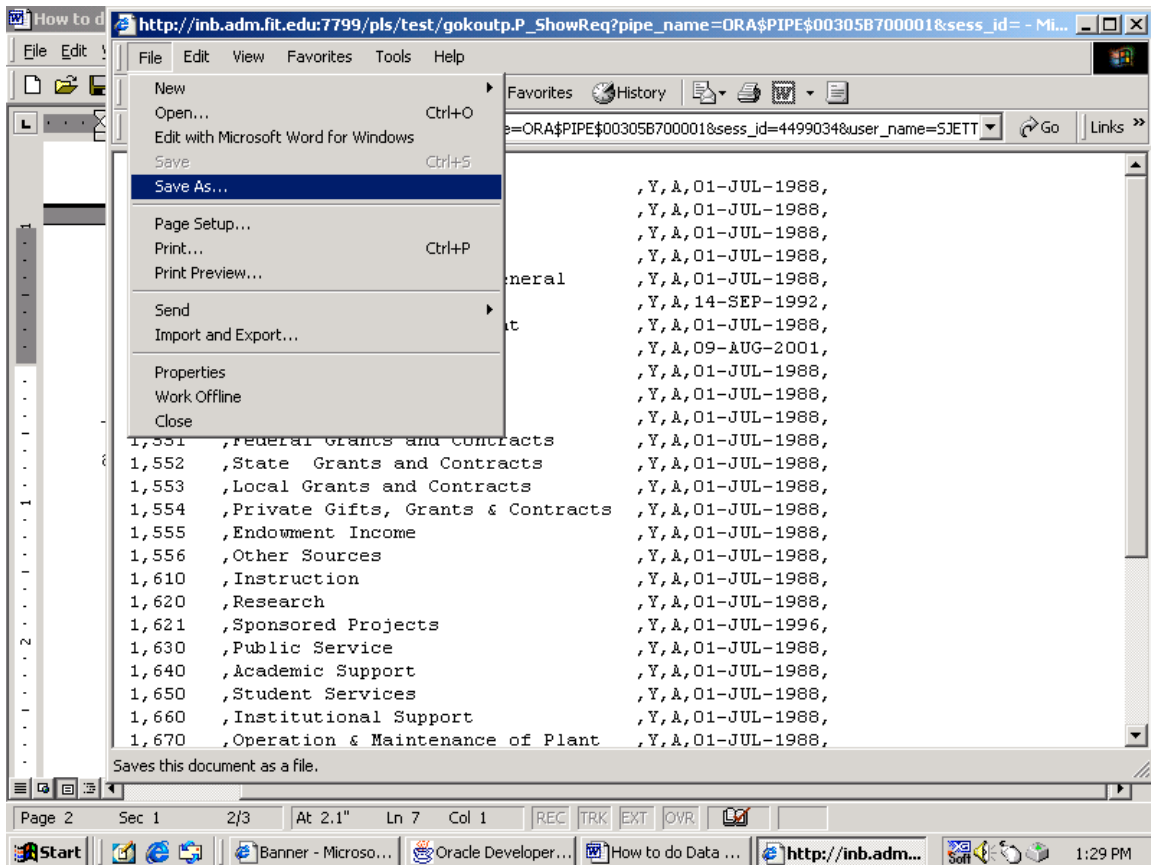 How to d
http://inb.adm.fit.edu:7799/pls/test/gokoutp.P_ShowReq?pipe_name=ORA$PIPE$00305B700001&sess_id= - Mi...
File Edit
File Edit View Favorites Tools Help
New
Open... Ctrl+O
Edit with Microsoft Word for Windows
Save Ctrl+S
Save As...
Page Setup...
Print... Ctrl+P
Print Preview...
Send
Import and Export...
Properties
Work Offline
Close
Favorites History
e=ORA$PIPE$00305B700001&sess_id=4499034&user_name=SJETT Go Links »
,Y,A,01-JUL-1988,
,Y,A,01-JUL-1988,
,Y,A,01-JUL-1988,
,Y,A,01-JUL-1988,
neral ,Y,A,01-JUL-1988,
,Y,A,14-SEP-1992,
t ,Y,A,01-JUL-1988,
,Y,A,09-AUG-2001,
,Y,A,01-JUL-1988,
,Y,A,01-JUL-1988,
,Y,A,01-JUL-1988,
1,551 ,Federal Grants and Contracts ,Y,A,01-JUL-1988,
1,552 ,State Grants and Contracts ,Y,A,01-JUL-1988,
1,553 ,Local Grants and Contracts ,Y,A,01-JUL-1988,
1,554 ,Private Gifts, Grants & Contracts ,Y,A,01-JUL-1988,
1,555 ,Endowment Income ,Y,A,01-JUL-1988,
1,556 ,Other Sources ,Y,A,01-JUL-1988,
1,610 ,Instruction ,Y,A,01-JUL-1988,
1,620 ,Research ,Y,A,01-JUL-1988,
1,621 ,Sponsored Projects ,Y,A,01-JUL-1996,
1,630 ,Public Service ,Y,A,01-JUL-1988,
1,640 ,Academic Support ,Y,A,01-JUL-1988,
1,650 ,Student Services ,Y,A,01-JUL-1988,
1,660 ,Institutional Support ,Y,A,01-JUL-1988,
1,670 ,Operation & Maintenance of Plant ,Y,A,01-JUL-1988,
Saves this document as a file.
Page 2 Sec 1 2/3 At 2.1" Ln 7 Col 1 REC TRK EXT OVR
Start Banner - Microso... Oracle Developer... How to do Data ... http://inb.adm... 1:29 PM